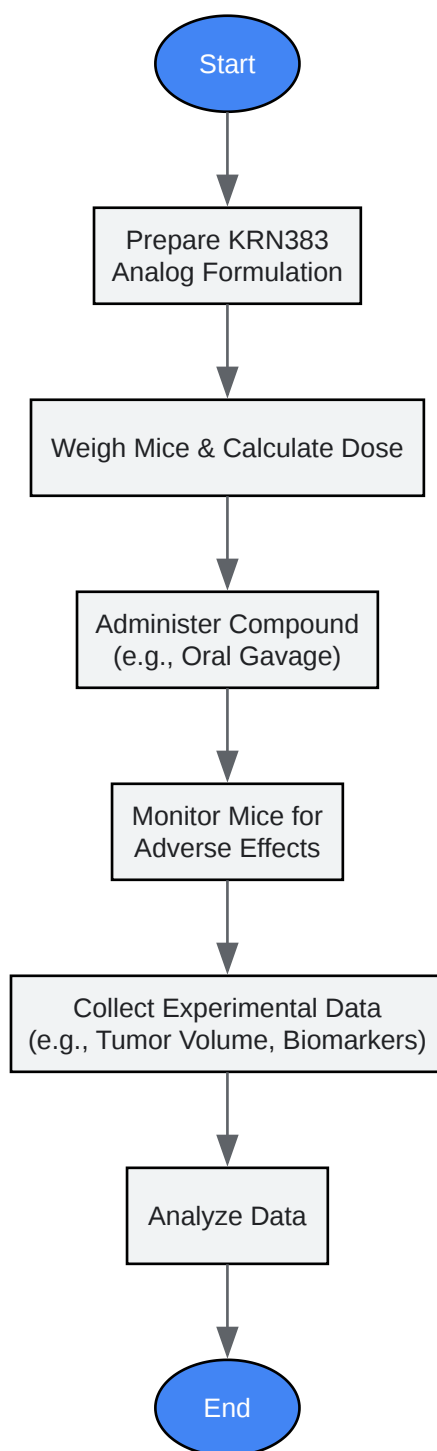 Start
Prepare KRN383
Analog Formulation
Weigh Mice & Calculate Dose
Administer Compound
(e.g., Oral Gavage)
Monitor Mice for
Adverse Effects
Collect Experimental Data
(e.g., Tumor Volume, Biomarkers)
Analyze Data
End